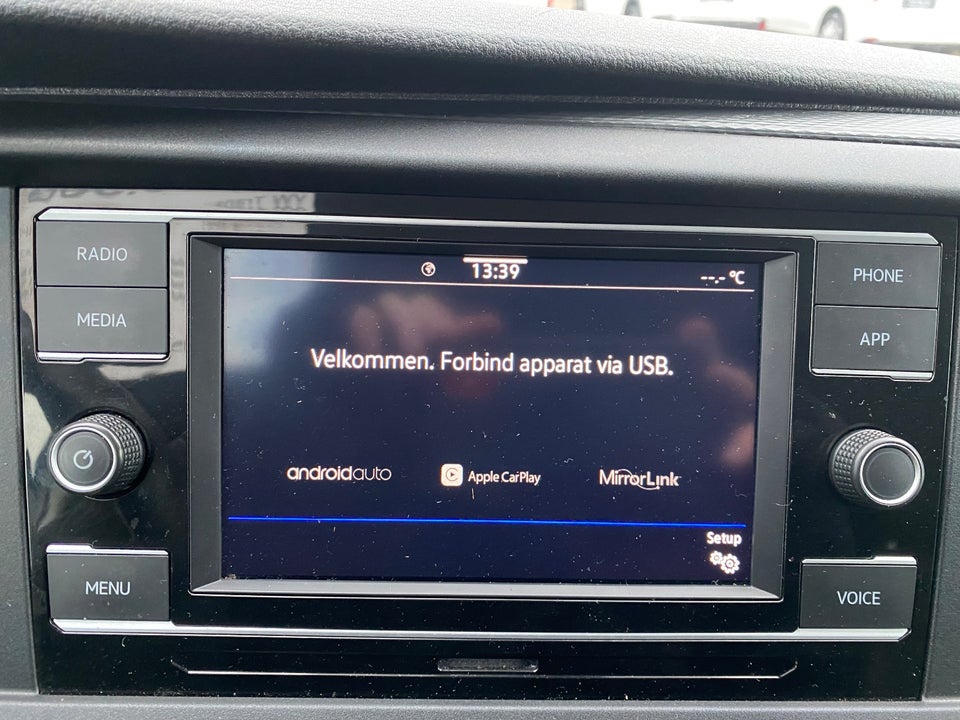 RADIO
MEDIA
MENU
13:39
--.- °C
Velkommen. Forbind apparat via USB.
androidauto
Apple CarPlay
MirrorLink
Setup
PHONE
APP
VOICE